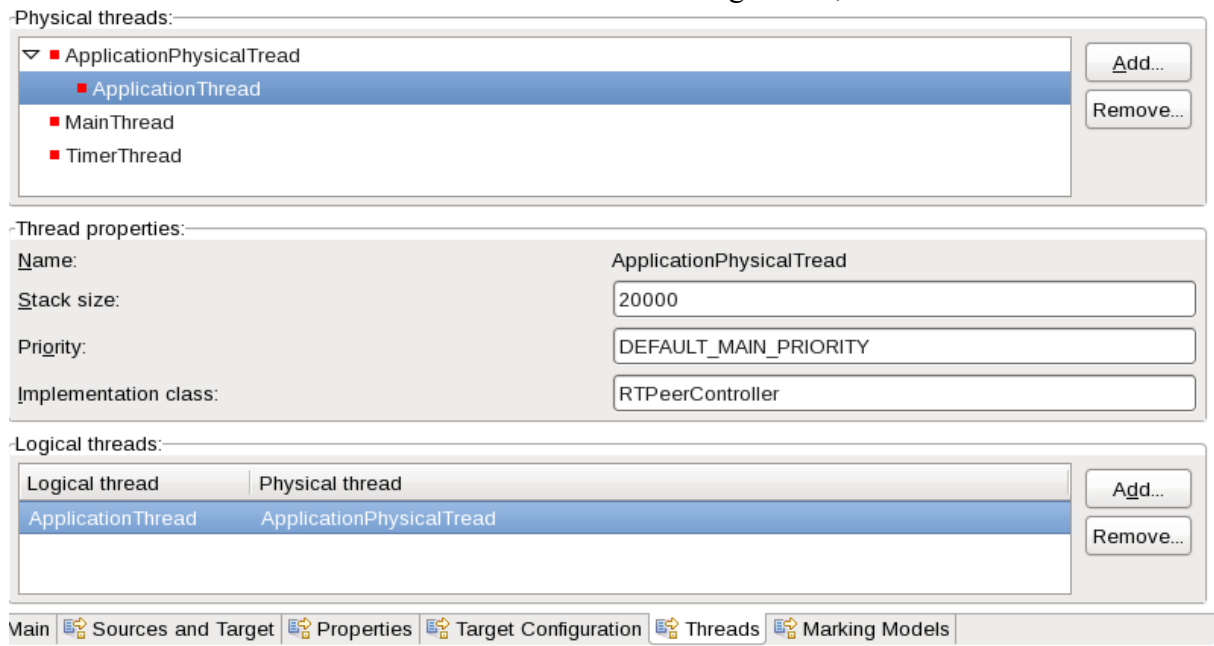 Physical threads:
ApplicationPhysicalTread
Add...
ApplicationThread
Remove...
MainThread
TimerThread
Thread properties:
Name: ApplicationPhysicalTread
Stack size: 20000
Priority: DEFAULT_MAIN_PRIORITY
Implementation class: RTPeerController
Logical threads:
Logical thread Physical thread
Add...
ApplicationThread ApplicationPhysicalTread
Remove...
Main Sources and Target Properties Target Configuration Threads Marking Models